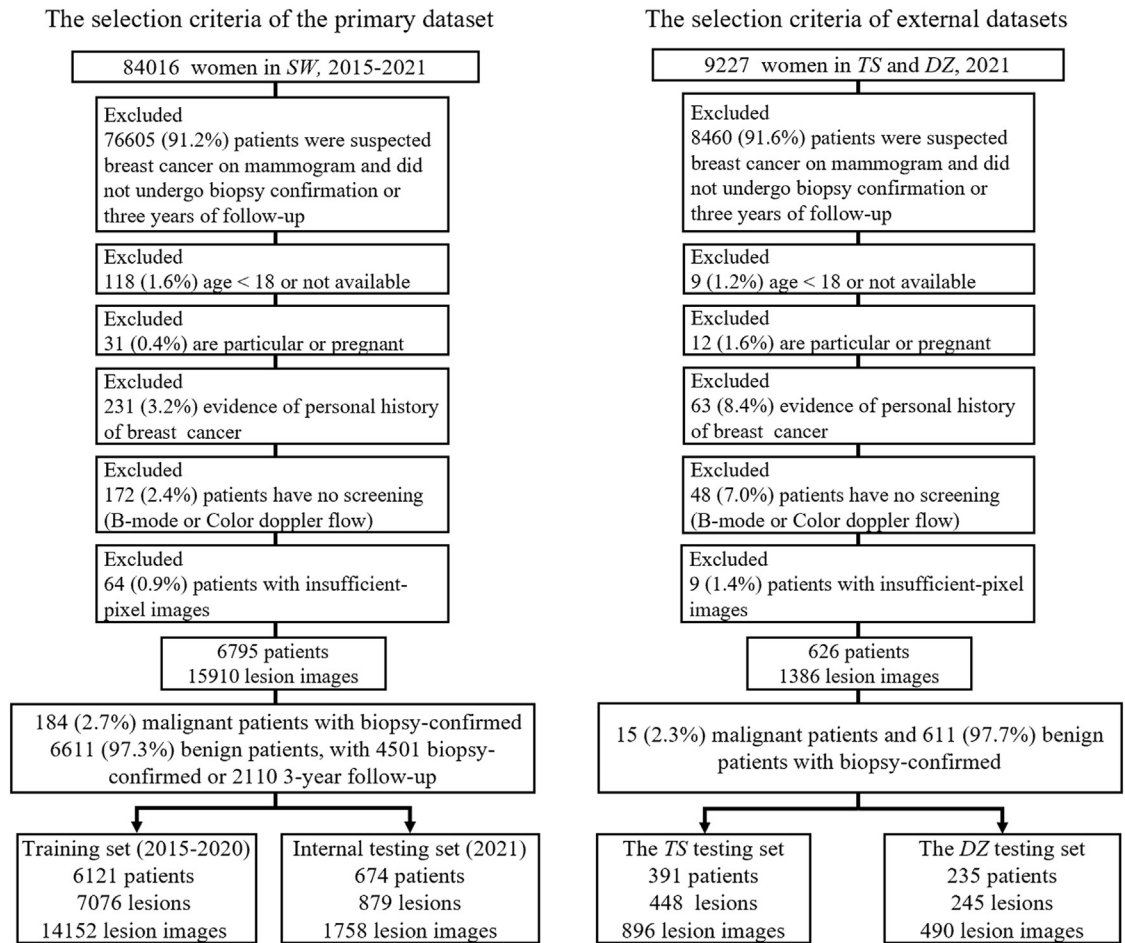 The selection criteria of the primary dataset
84016 women in SW, 2015-2021
Excluded
76605 (91.2%) patients were suspected
breast cancer on mammogram and did
not undergo biopsy confirmation or
three years of follow-up
Excluded
118 (1.6%) age < 18 or not available
Excluded
31 (0.4%) are particular or pregnant
Excluded
231 (3.2%) evidence of personal history
of breast cancer
Excluded
172 (2.4%) patients have no screening
(B-mode or Color doppler flow)
Excluded
64 (0.9%) patients with insufficient-
pixel images
6795 patients
15910 lesion images
184 (2.7%) malignant patients with biopsy-confirmed
6611 (97.3%) benign patients, with 4501 biopsy-
confirmed or 2110 3-year follow-up
Training set (2015-2020)
6121 patients
7076 lesions
14152 lesion images
Internal testing set (2021)
674 patients
879 lesions
1758 lesion images
The selection criteria of external datasets
9227 women in TS and DZ, 2021
Excluded
8460 (91.6%) patients were suspected
breast cancer on mammogram and did
not undergo biopsy confirmation or
three years of follow-up
Excluded
9 (1.2%) age < 18 or not available
Excluded
12 (1.6%) are particular or pregnant
Excluded
63 (8.4%) evidence of personal history
of breast cancer
Excluded
48 (7.0%) patients have no screening
(B-mode or Color doppler flow)
Excluded
9 (1.4%) patients with insufficient-pixel
images
626 patients
1386 lesion images
15 (2.3%) malignant patients and 611 (97.7%) benign
patients with biopsy-confirmed
The TS testing set
391 patients
448 lesions
896 lesion images
The DZ testing set
235 patients
245 lesions
490 lesion images